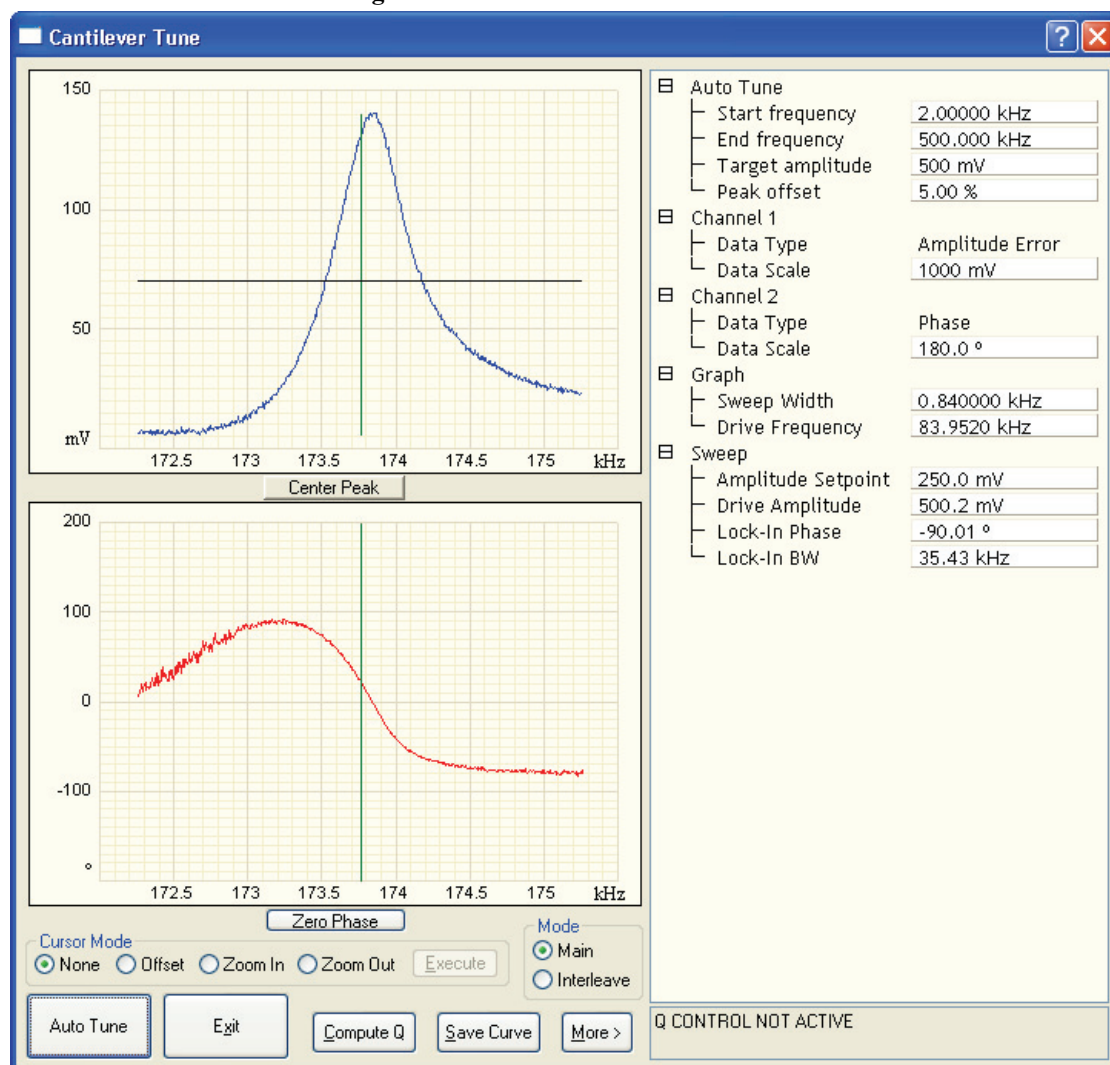 Cantilever Tune
150
100
50
mV
172.5 173 173.5 174 174.5 175 kHz
Center Peak
200
100
0
-100
°
172.5 173 173.5 174 174.5 175 kHz
Zero Phase
Cursor Mode
None Offset Zoom In Zoom Out Execute
Mode
Main
Interleave
Auto Tune Exit Compute Q Save Curve More >
Auto Tune
Start frequency 2.00000 kHz
End frequency 500.000 kHz
Target amplitude 500 mV
Peak offset 5.00 %
Channel 1
Data Type Amplitude Error
Data Scale 1000 mV
Channel 2
Data Type Phase
Data Scale 180.0 º
Graph
Sweep Width 0.840000 kHz
Drive Frequency 83.9520 kHz
Sweep
Amplitude Setpoint 250.0 mV
Drive Amplitude 500.2 mV
Lock-In Phase -90.01 º
Lock-In BW 35.43 kHz
Q CONTROL NOT ACTIVE